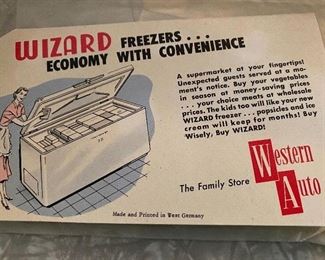 WIZARD FREEZERS...
ECONOMY WITH CONVENIENCE
A supermarket at your fingertips!
Unexpected guests served at a mo-
ment's notice. Buy your vegetables
in season at money-saving prices
... your choice meats at wholesale
prices. The kids too will like your new
WIZARD freezer... popsicles and ice
cream will keep for months! Buy
Wisely, Buy WIZARD!
The Family Store
Western
Auto
Made and Printed in West Germany